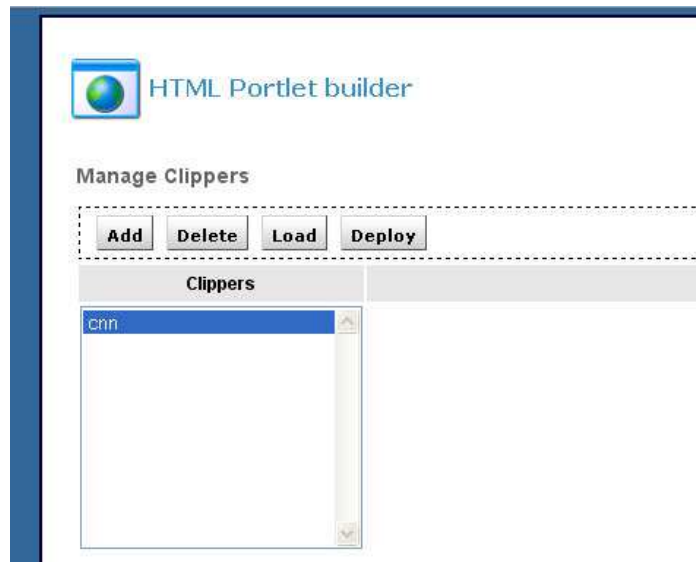 HTML Portlet builder
Manage Clippers
Add Delete Load Deploy
Clippers
cnn